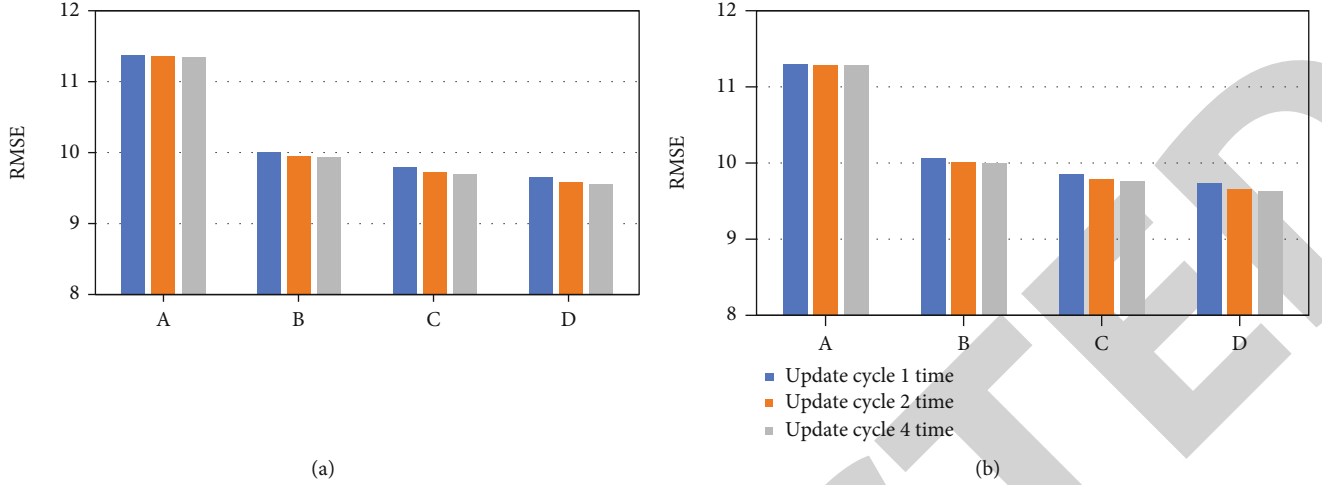 12
11
10
9
8
RMSE
A B C D
(a)
12
11
10
9
8
RMSE
A B C D
Update cycle 1 time
Update cycle 2 time
Update cycle 4 time
(b)